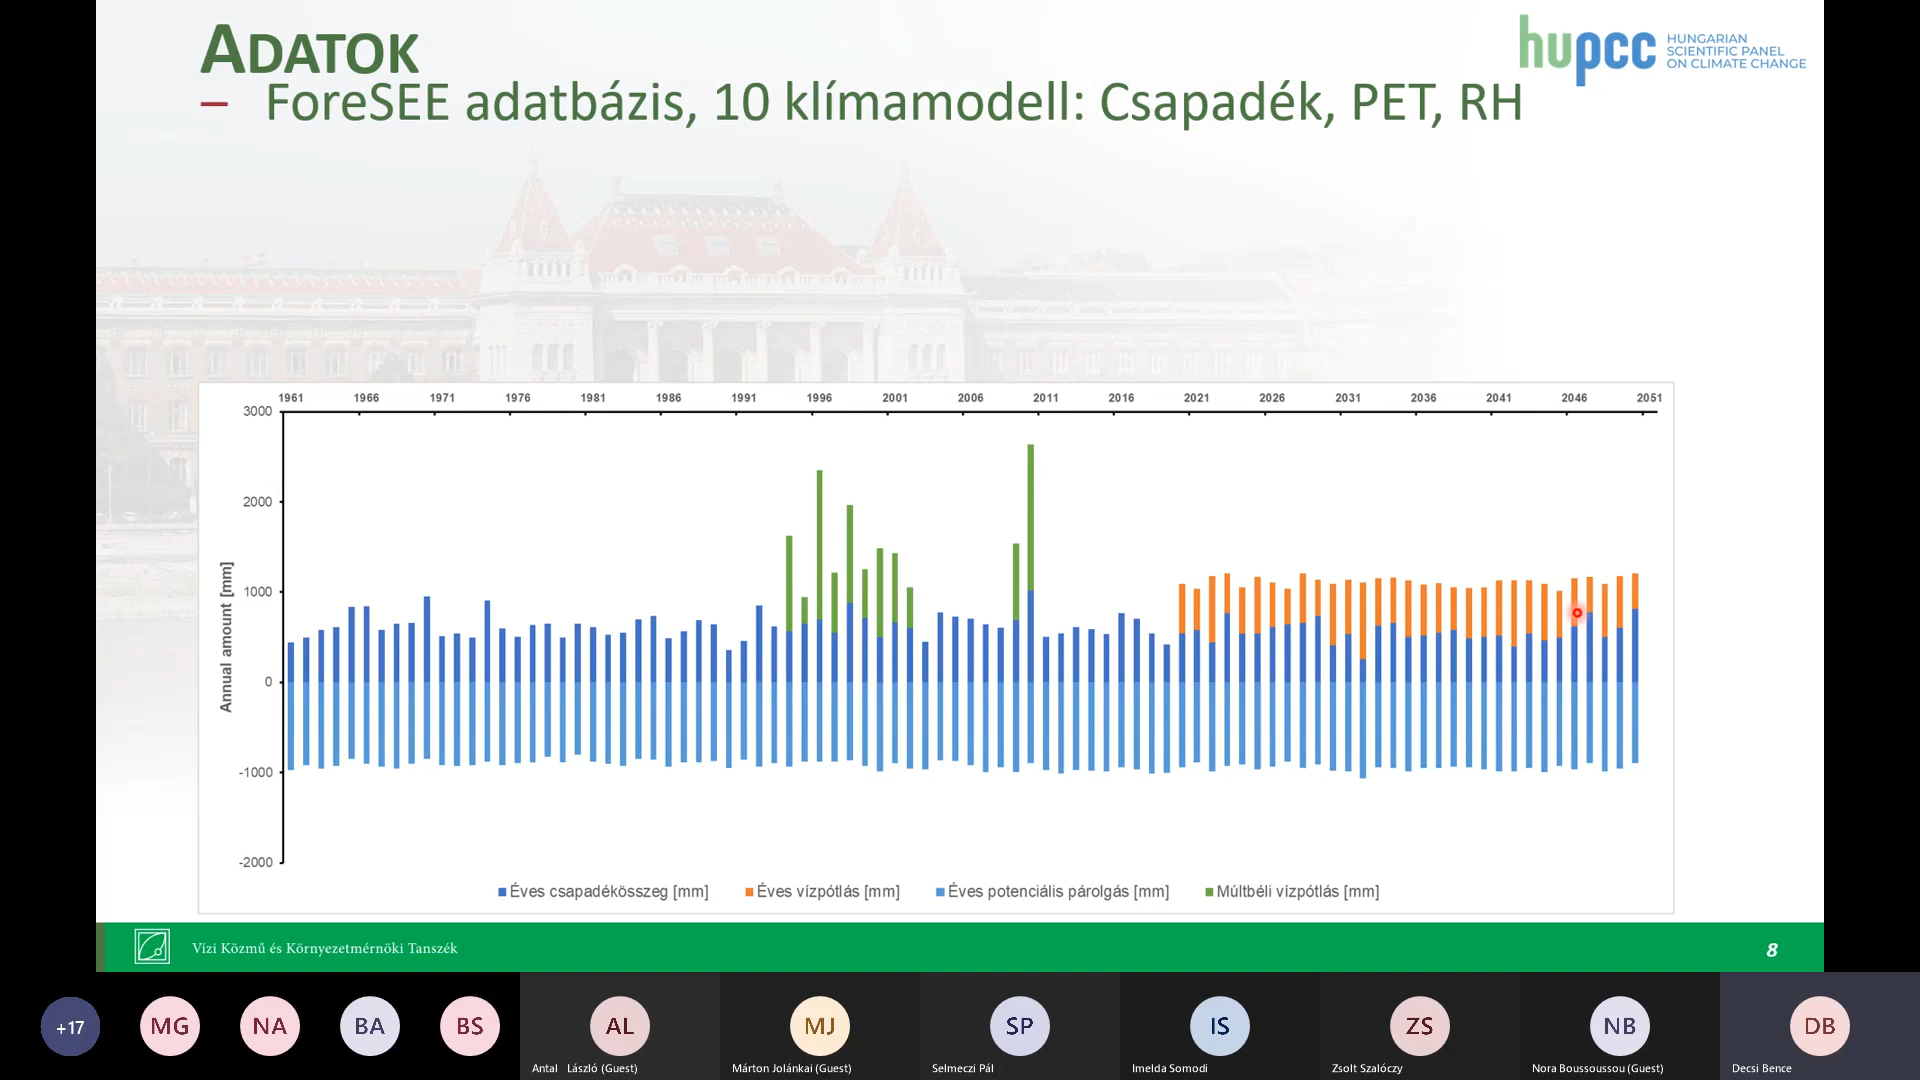 ADATOK
– ForeSEE adatbázis, 10 klímamodell: Csapadék, PET, RH
hupcc
HUNGARIAN
SCIENTIFIC PANEL
ON CLIMATE CHANGE
1961 1966 1971 1976 1981 1986 1991 1996 2001 2006 2011 2016 2021 2026 2031 2036 2041 2046 2051
3000
2000
1000
0
-1000
-2000
Annual amount [mm]
Éves csapadékösszeg [mm] Éves vízpótlás [mm] Éves potenciális párolgás [mm] Múltbéli vízpótlás [mm]
Vízi Közmű és Környezetmérnöki Tanszék
8
+17 MG NA BA BS AL MJ SP IS ZS NB DB
Antal László (Guest) Márton Jolánkai (Guest) Selmeczi Pál Imelda Somodi Zsolt Szalóczy Nora Boussoussou (Guest) Decsi Bence